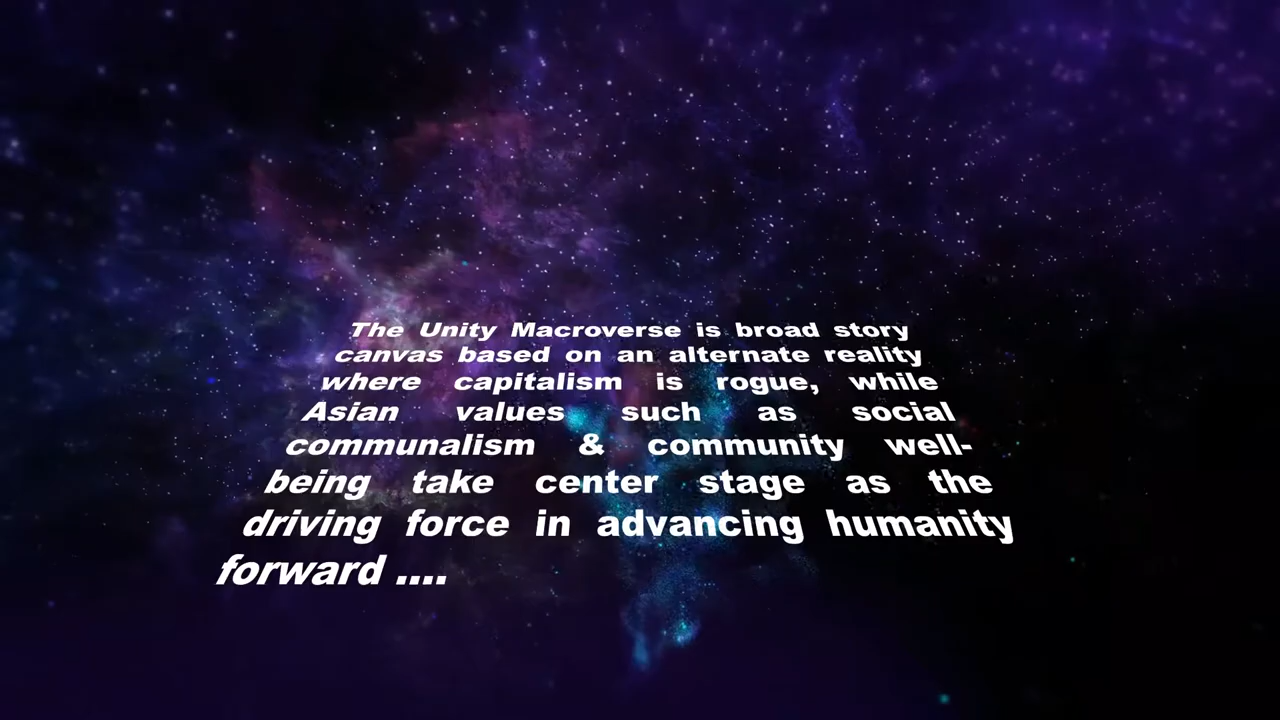 The Unity Macroverse is broad story
canvas based on an alternate reality
where capitalism is rogue, while
Asian values such as social
communalism & community well-
being take center stage as the
driving force in advancing humanity
forward ....